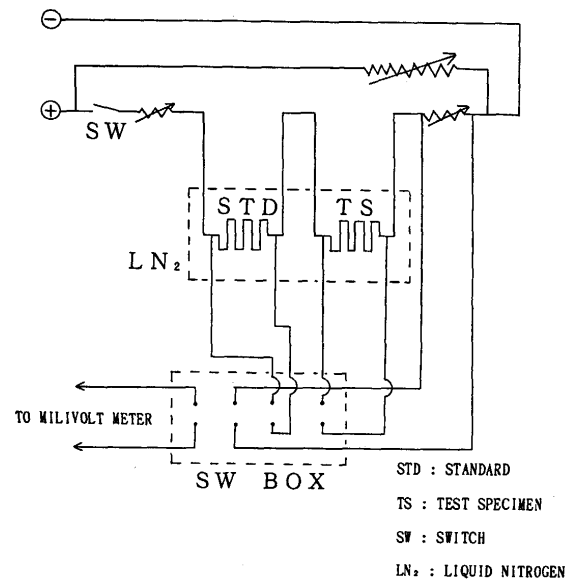 ⊖
⊕
SW
STD
TS
LN₂
TO MILIVOLT METER
SW BOX
STD : STANDARD
TS : TEST SPECIMEN
SW : SWITCH
LN₂ : LIQUID NITROGEN